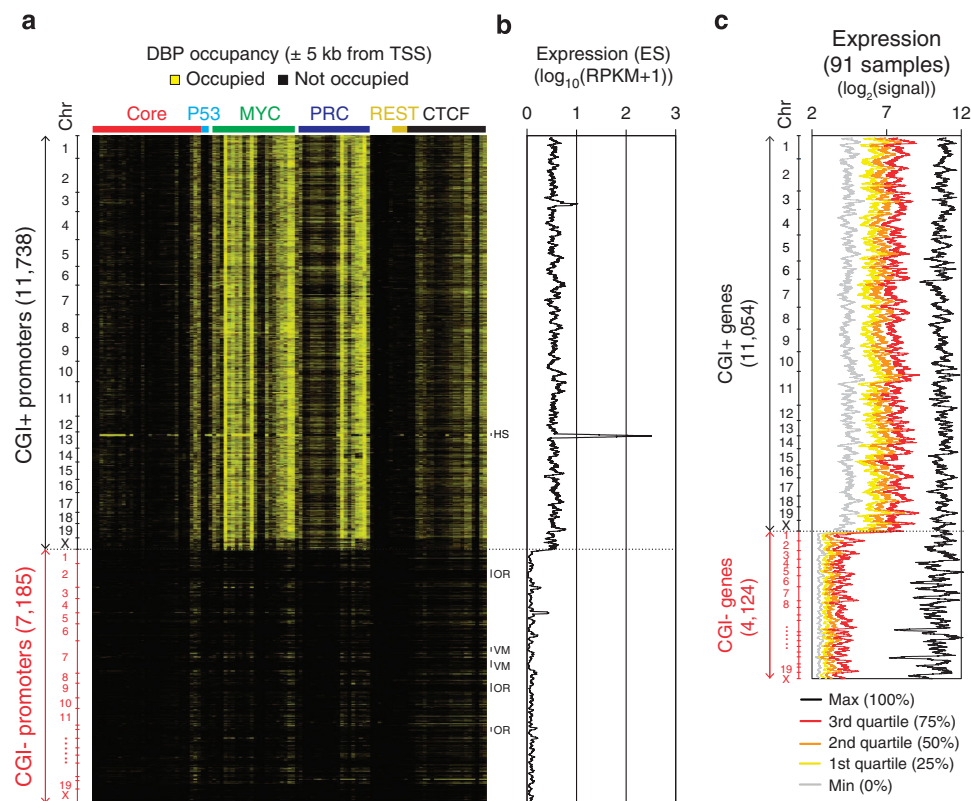 a
DBP occupancy (± 5 kb from TSS)
Occupied Not occupied
Chr
Core P53 MYC PRC REST CTCF
CGI+ promoters (11,738)
1
2
3
4
5
6
7
8
9
10
11
12
13
14
15
16
17
18
19
X
CGI- promoters (7,185)
1
2
3
4
5
6
7
8
9
10
11
19
X
HS
OR
VM
VM
OR
OR
b
Expression (ES)
(log10(RPKM+1))
0 1 2 3
c
Expression
(91 samples)
(log2(signal))
Chr
2 7 12
CGI+ genes
(11,054)
1
2
3
4
5
6
7
8
9
10
11
12
13
14
15
16
17
18
19
X
CGI- genes
(4,124)
1
2
3
4
5
6
7
8
19
X
Max (100%)
3rd quartile (75%)
2nd quartile (50%)
1st quartile (25%)
Min (0%)